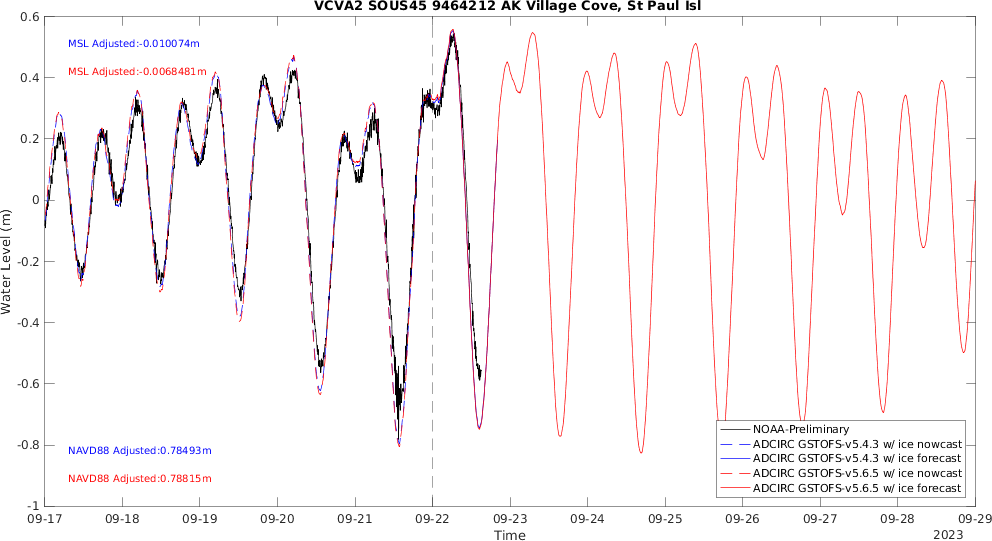 VCVA2 SOUS45 9464212 AK Village Cove, St Paul Isl
0.6
0.4
0.2
0
-0.2
-0.4
-0.6
-0.8
-1
Water Level (m)
MSL Adjusted:-0.010074m
MSL Adjusted:-0.0068481m
NAVD88 Adjusted:0.78493m
NAVD88 Adjusted:0.78815m
NOAA-Preliminary
ADCIRC GSTOFS-v5.4.3 w/ ice nowcast
ADCIRC GSTOFS-v5.4.3 w/ ice forecast
ADCIRC GSTOFS-v5.6.5 w/ ice nowcast
ADCIRC GSTOFS-v5.6.5 w/ ice forecast
09-17 09-18 09-19 09-20 09-21 09-22 09-23 09-24 09-25 09-26 09-27 09-28 09-29
Time
2023